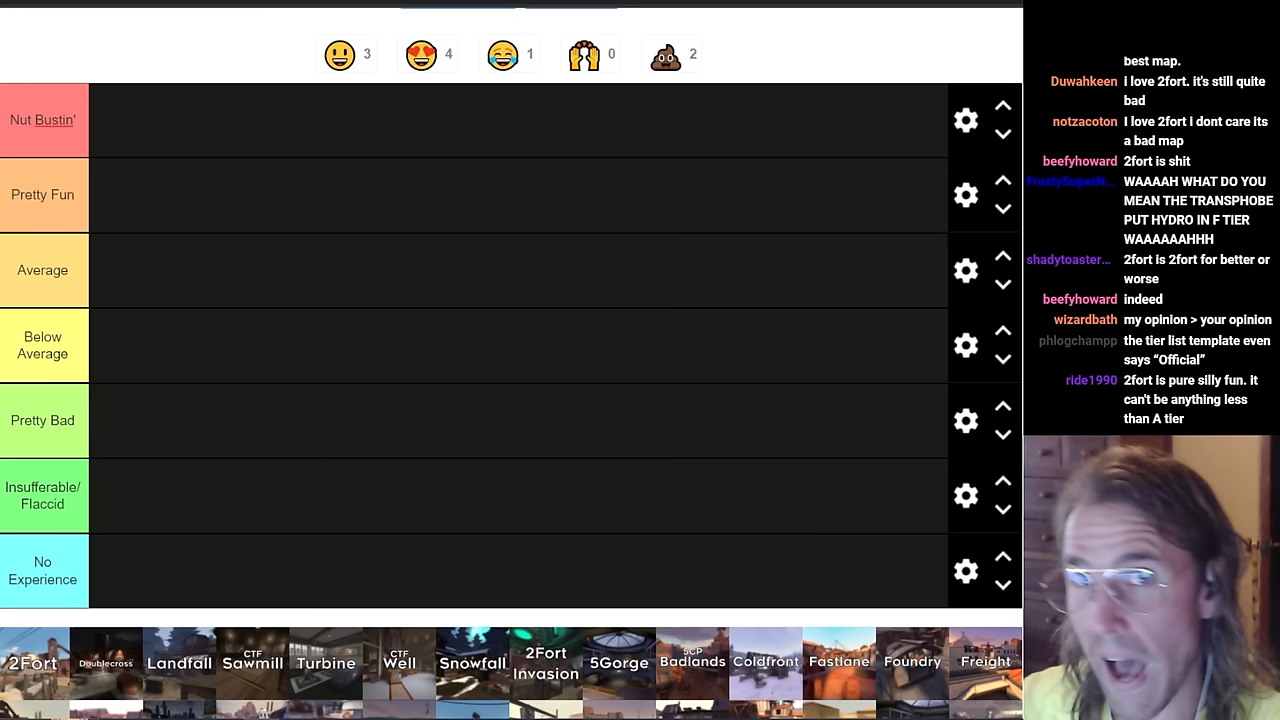 3
4
1
0
2
Nut Bustin'
Pretty Fun
Average
Below
Average
Pretty Bad
Insufferable/
Flaccid
No
Experience
2Fort
Doublecross
Landfall
CTF
Sawmill
Turbine
CTF
Well
Snowfall
2Fort
Invasion
5Gorge
5CP
Badlands
Coldfront
Fastlane
Foundry
Freight
best map.
Duwahkeen i love 2fort. it's still quite
bad
notzacoton I love 2fort i dont care its
a bad map
beefyhoward 2fort is shit
FrostySuperN... WAAAAH WHAT DO YOU
MEAN THE TRANSPHOBE
PUT HYDRO IN F TIER
WAAAAAAHHH
shadytoaster... 2fort is 2fort for better or
worse
beefyhoward indeed
wizardbath my opinion > your opinion
phlogchampp the tier list template even
says “Official”
ride1990 2fort is pure silly fun. It
can't be anything less
than A tier